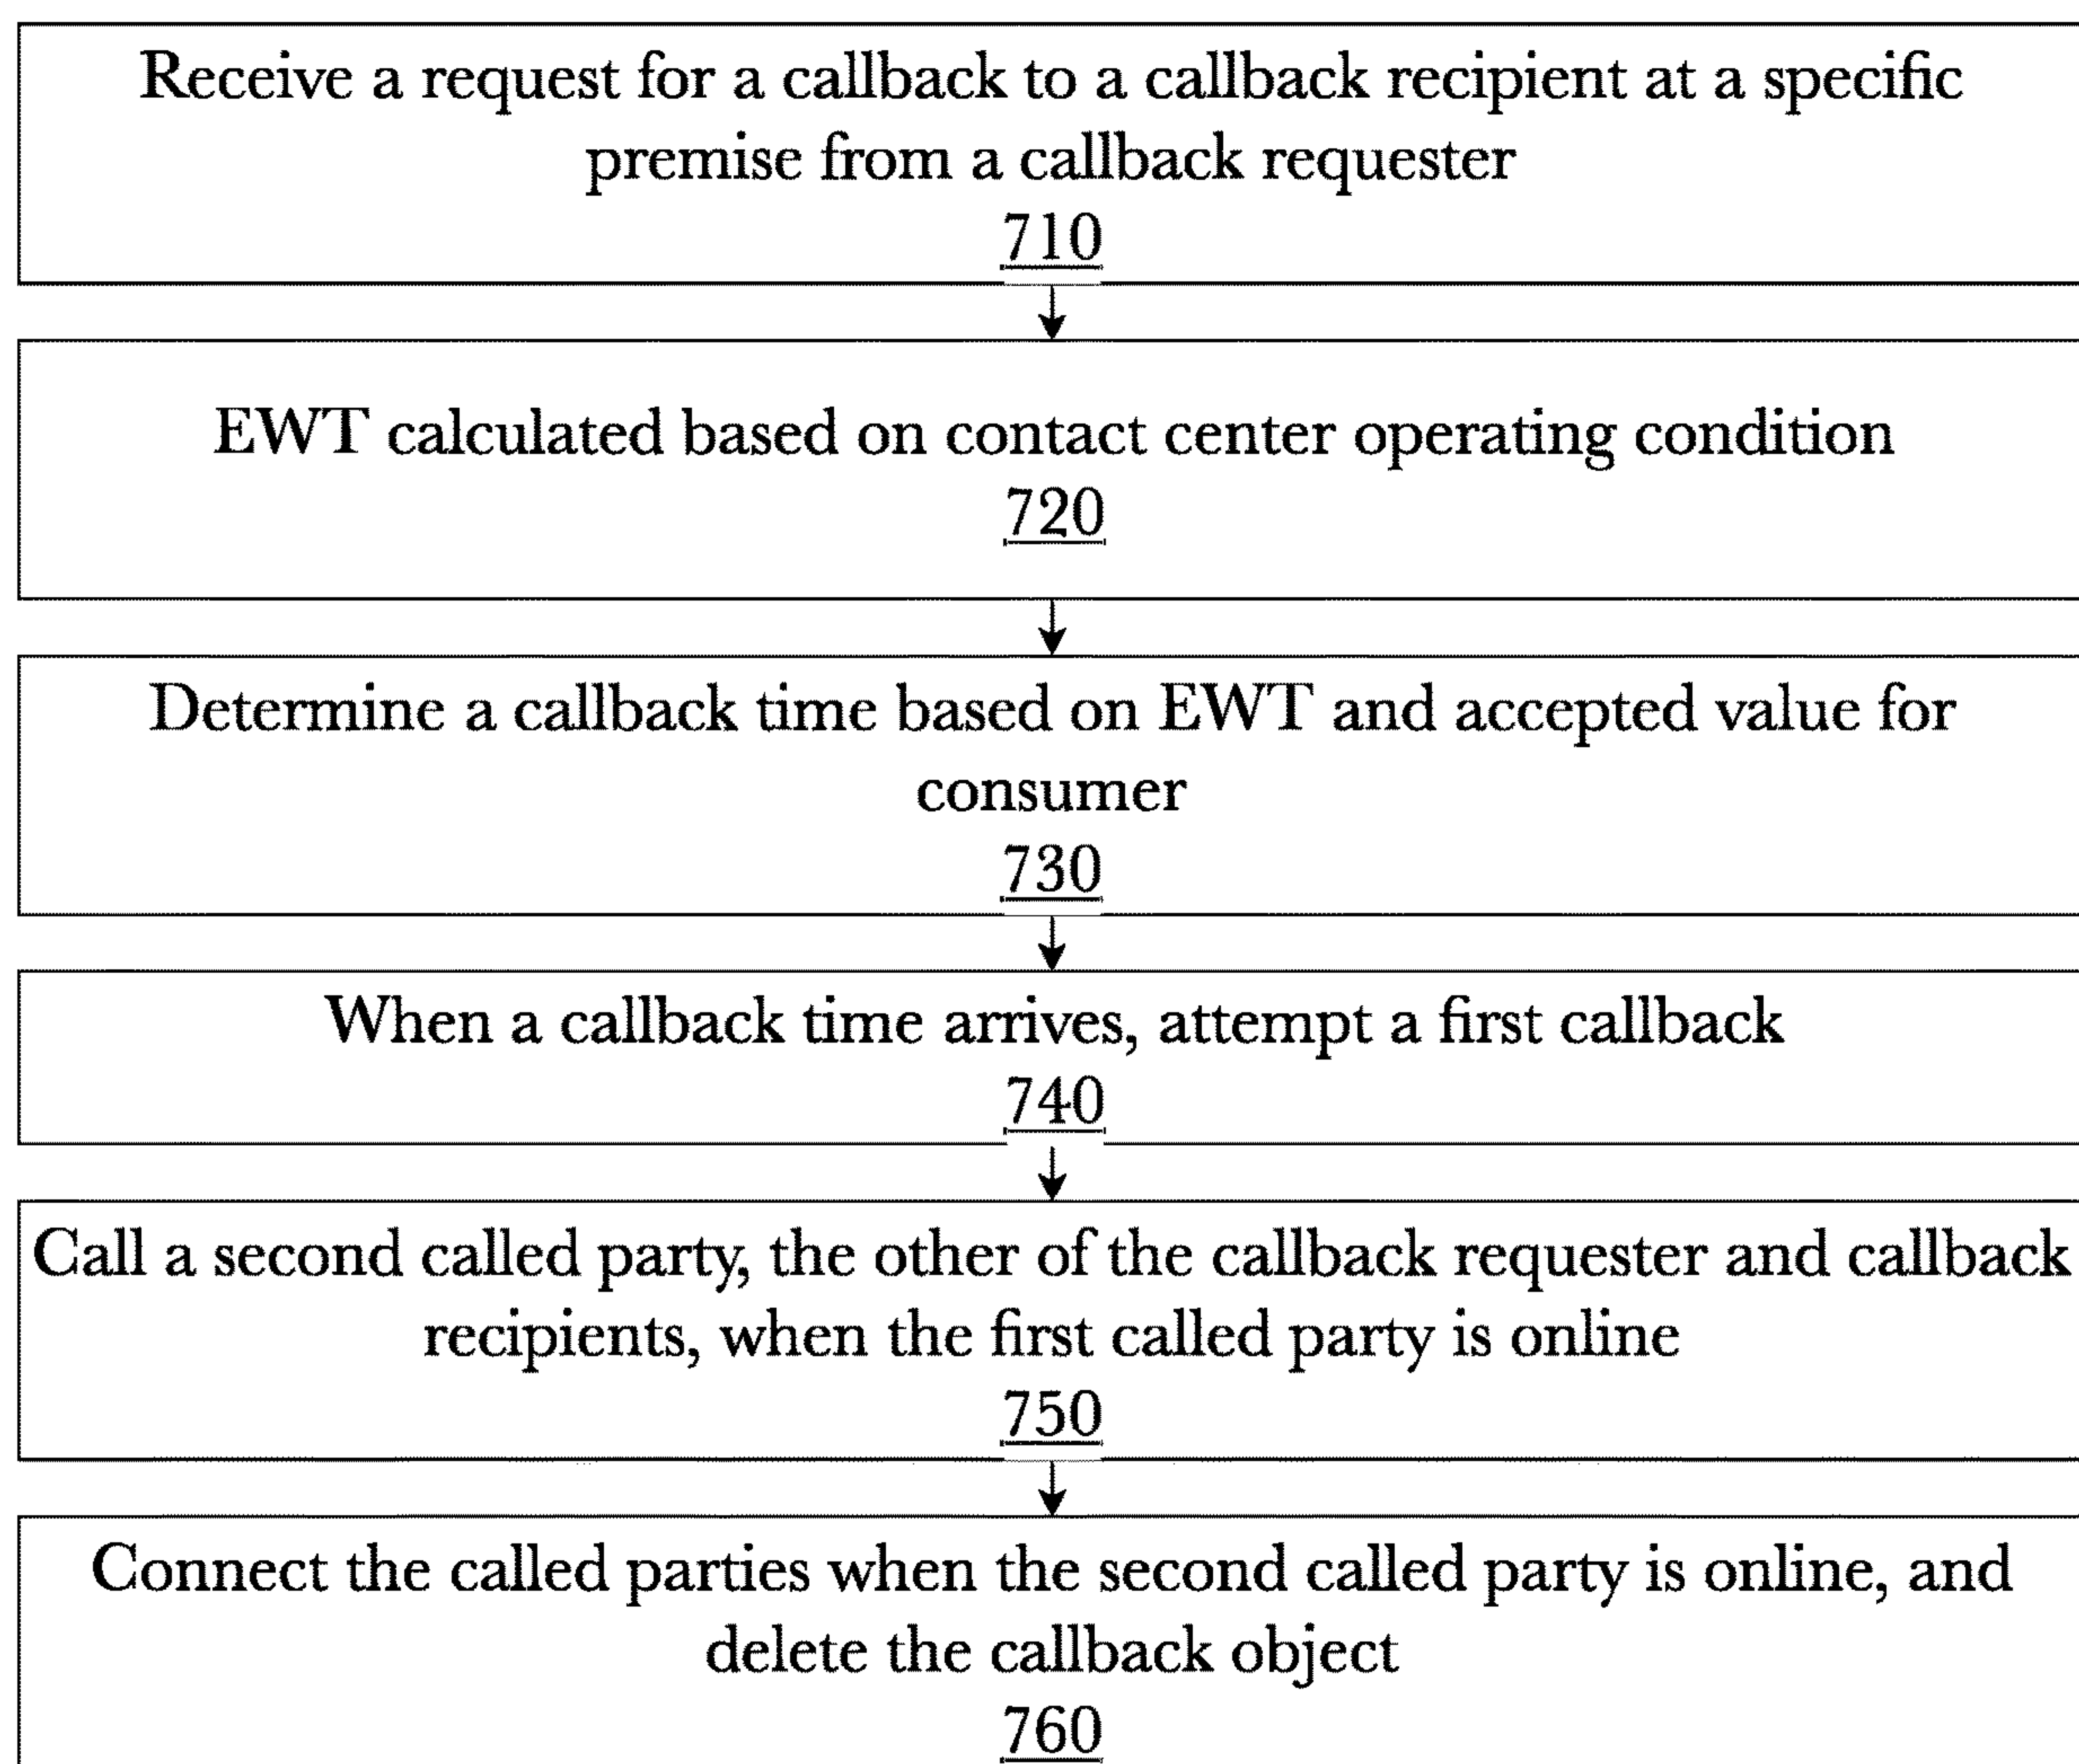 Receive a request for a callback to a callback recipient at a specific
premise from a callback requester
710
EWT calculated based on contact center operating condition
720
Determine a callback time based on EWT and accepted value for
consumer
730
When a callback time arrives, attempt a first callback
740
Call a second called party, the other of the callback requester and callback
recipients, when the first called party is online
750
Connect the called parties when the second called party is online, and
delete the callback object
760